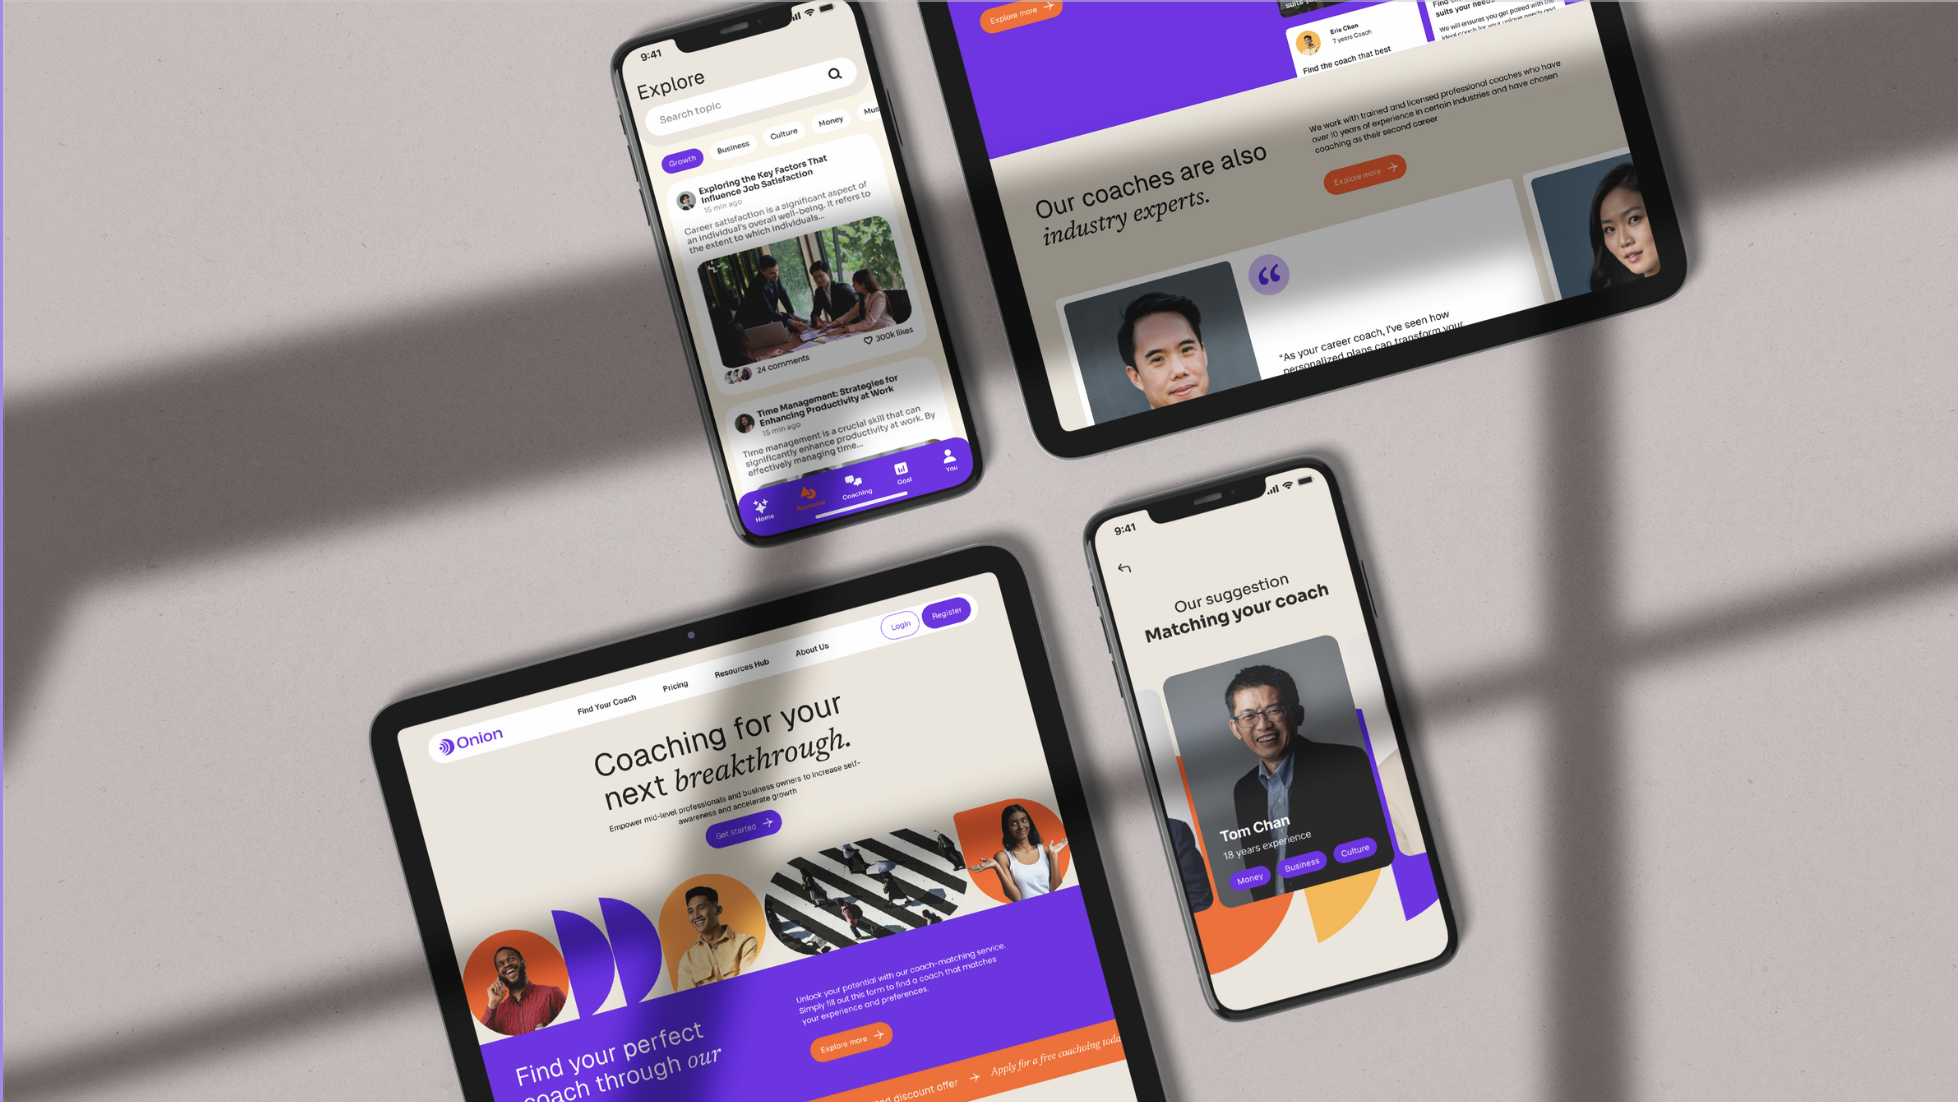 9:41
Explore
Search topic
Growth
Business
Culture
Money
Mus
Exploring the Key Factors That
Influence Job Satisfaction
15 min ago
Career satisfaction is a significant aspect of
an individual's overall well-being. It refers to
the extent to which individuals...
24 comments
300k likes
Time Management: Strategies for
Enhancing Productivity at Work
15 min ago
Time management is a crucial skill that can
significantly enhance productivity at work. By
effectively managing time...
Home
Resources
Coaching
Goal
You
Explore more
Eric Chan
7 years Coach
Find the coach that best
suits your needs
We will ensures you get paired with the
ideal coach for your unique needs and
Our coaches are also
industry experts.
We work with trained and licensed professional coaches who have
over 10 years of experience in certain industries and have chosen
coaching as their second career
Explore more
“
“As your career coach, I've seen how
personalized plans can transform your
Onion
Find Your Coach
Pricing
Resources Hub
About Us
Login
Register
Coaching for your
next breakthrough.
Empower mid-level professionals and business owners to increase self-
awareness and accelerate growth
Get started
Find your perfect
coach through our
Unlock your potential with our coach-matching service.
Simply fill out this form to find a coach that matches
your experience and preferences.
Explore more
discount offer
Apply for a free coachoing toda
9:41
Our suggestion
Matching your coach
Tom Chan
18 years experience
Money
Business
Culture